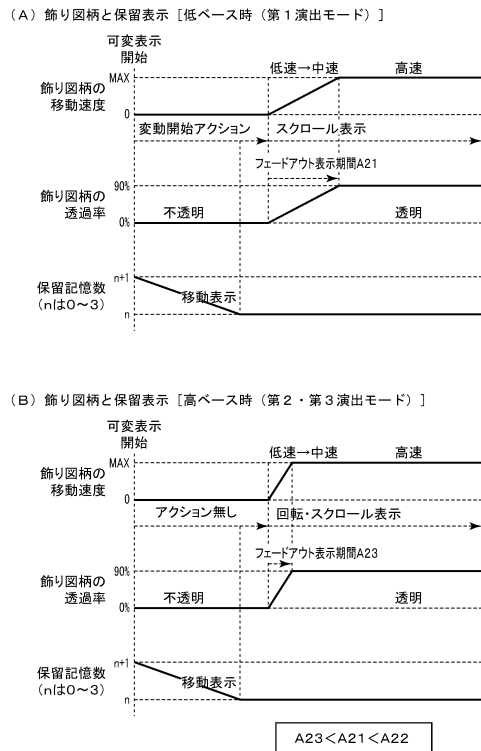 （A）飾り図柄と保留表示［低ベース時（第１演出モード）］
可変表示
開始
低速→中速
高速
飾り図柄の
移動速度
MAX
0
変動開始アクション
スクロール表示
フェードアウト表示期間A21
飾り図柄の
透過率
90%
0%
不透明
透明
保留記憶数
（nは０～３）
n+1
n
移動表示
（B）飾り図柄と保留表示［高ベース時（第２・第３演出モード）］
可変表示
開始
低速→中速
高速
飾り図柄の
移動速度
MAX
0
アクション無し
回転・スクロール表示
フェードアウト表示期間A23
飾り図柄の
透過率
90%
0%
不透明
透明
保留記憶数
（nは０～３）
n+1
n
移動表示
A23＜A21＜A22